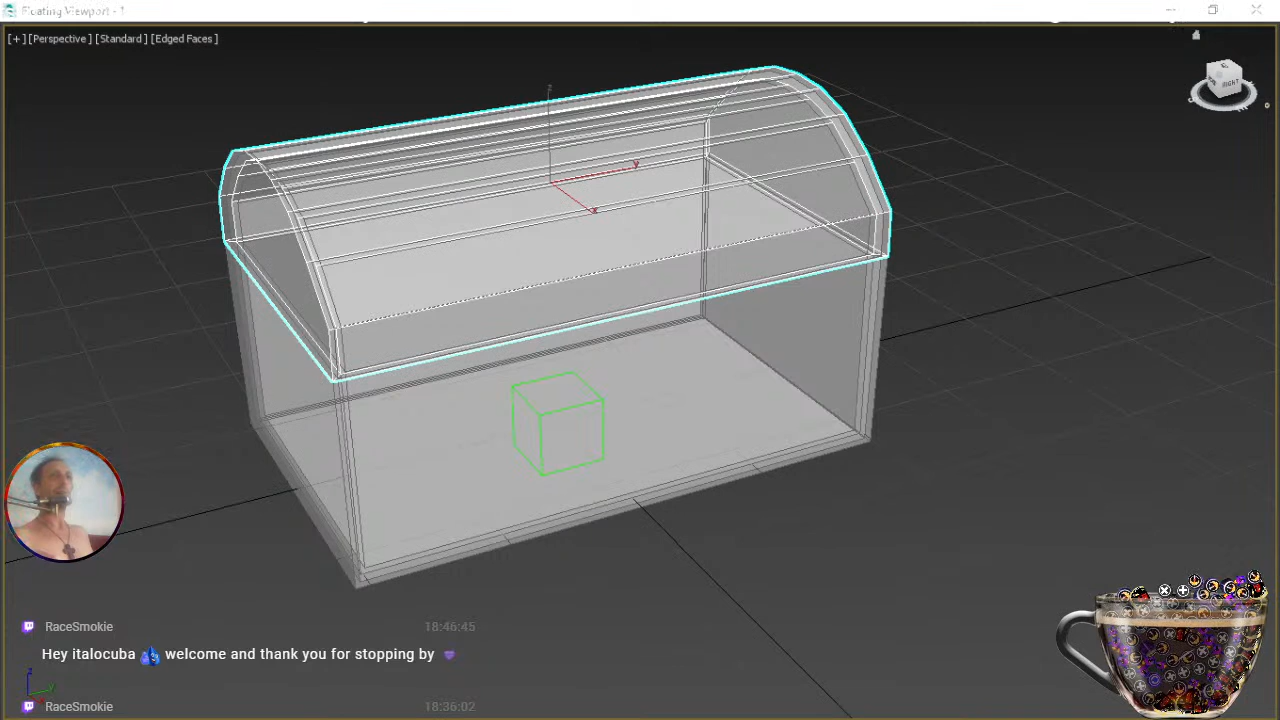 Floating Viewport - 1
[+] [Perspective] [Standard] [Edged Faces]
RIGHT
RaceSmokie
18:46:45
Hey italocuba welcome and thank you for stopping by
RaceSmokie
18:36:02